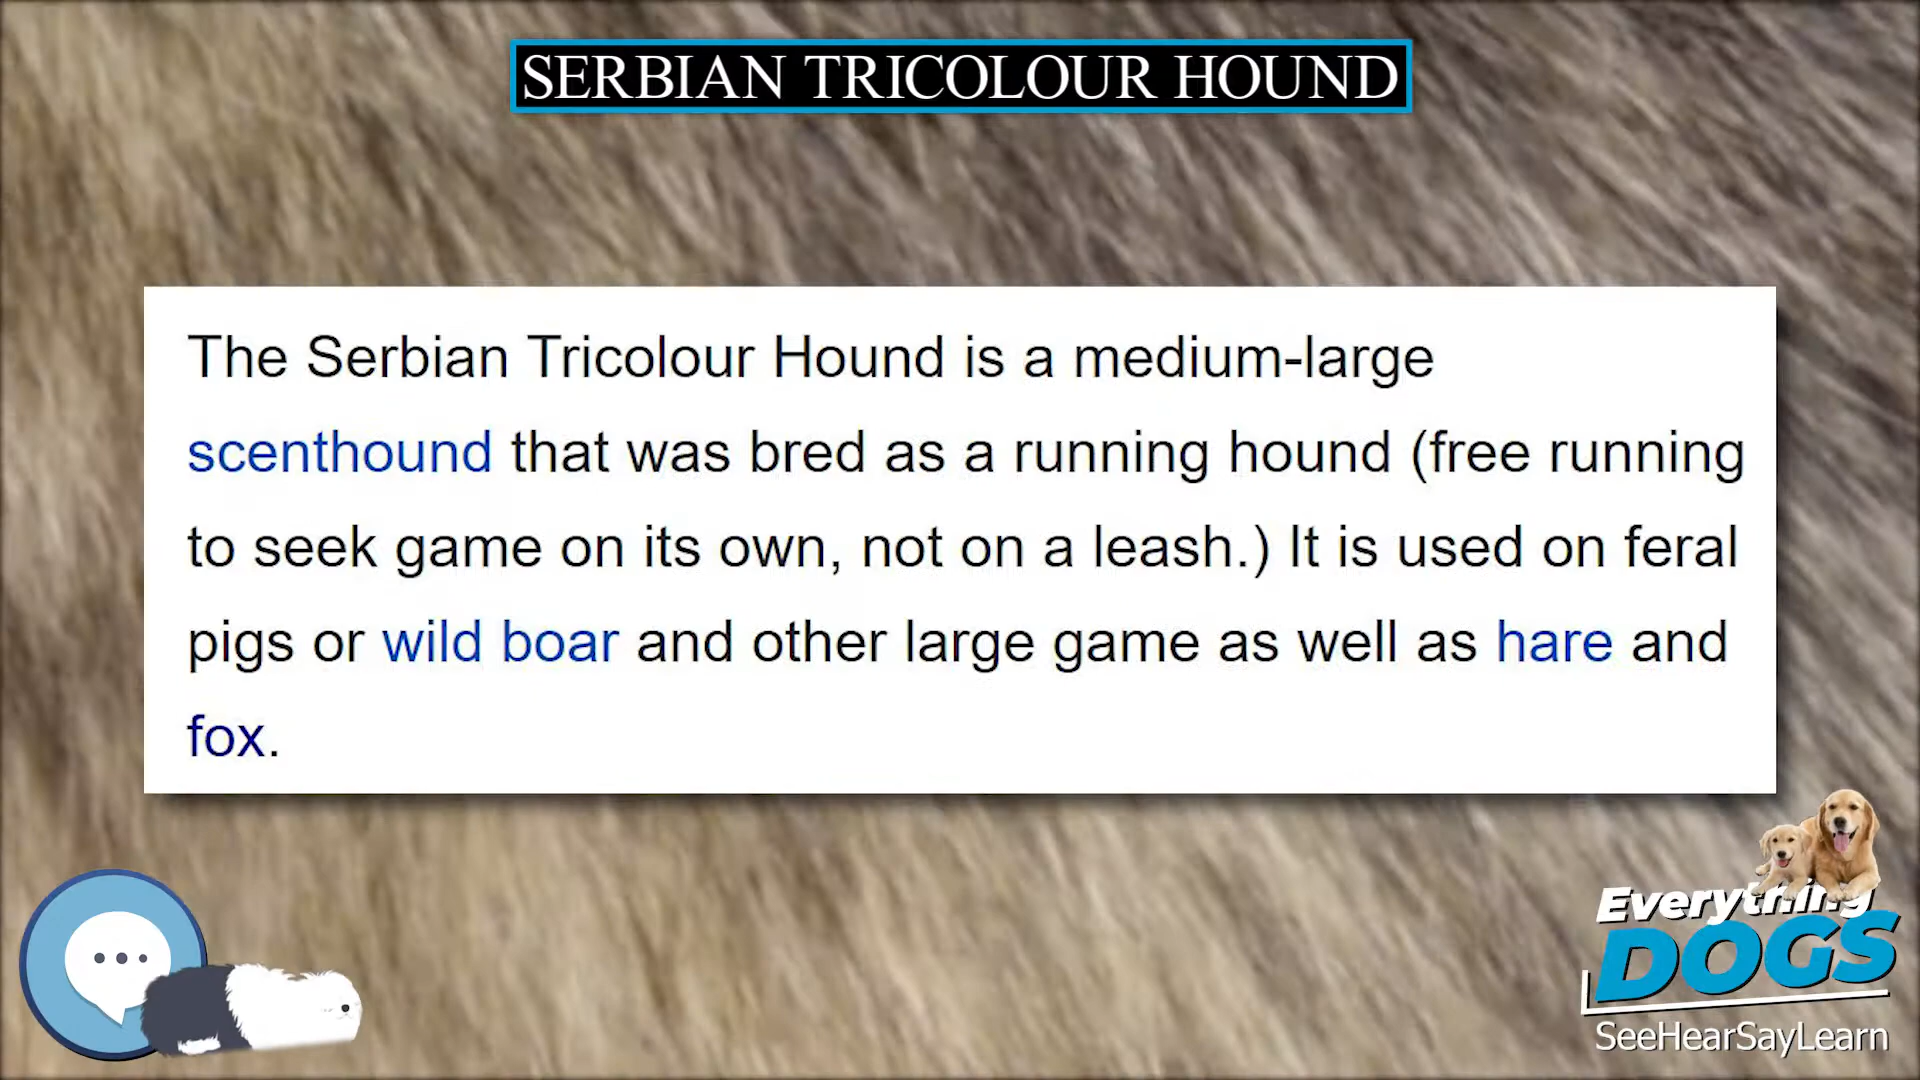 SERBIAN TRICOLOUR HOUND
The Serbian Tricolour Hound is a medium-large
scenthound that was bred as a running hound (free running
to seek game on its own, not on a leash.) It is used on feral
pigs or wild boar and other large game as well as hare and
fox.
Everything
DOGS
SeeHearSayLearn